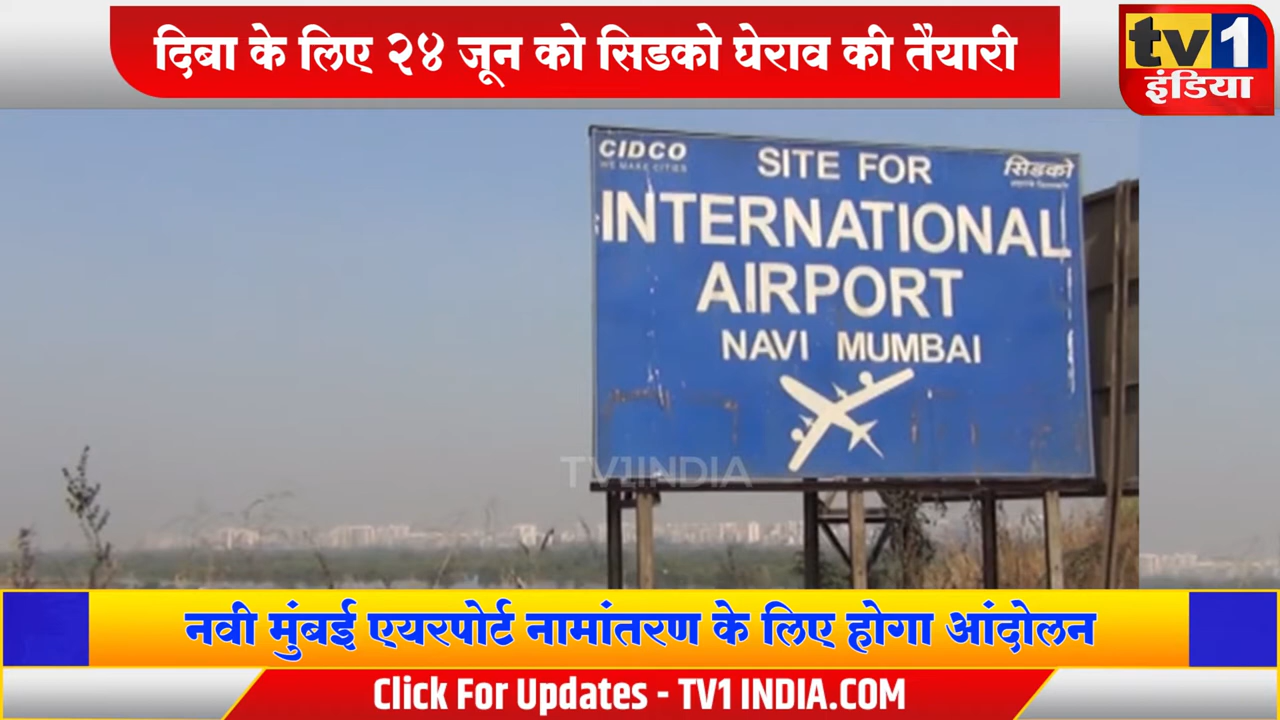 दिबा के लिए २४ जून को सिडको घेराव की तैयारी
tv1
इंडिया
CIDCO
WE MAKE CITIES
सिडको
SITE FOR
INTERNATIONAL
AIRPORT
NAVI MUMBAI
TV1INDIA
नवी मुंबई एयरपोर्ट नामांतरण के लिए होगा आंदोलन
Click For Updates - TV1 INDIA.COM